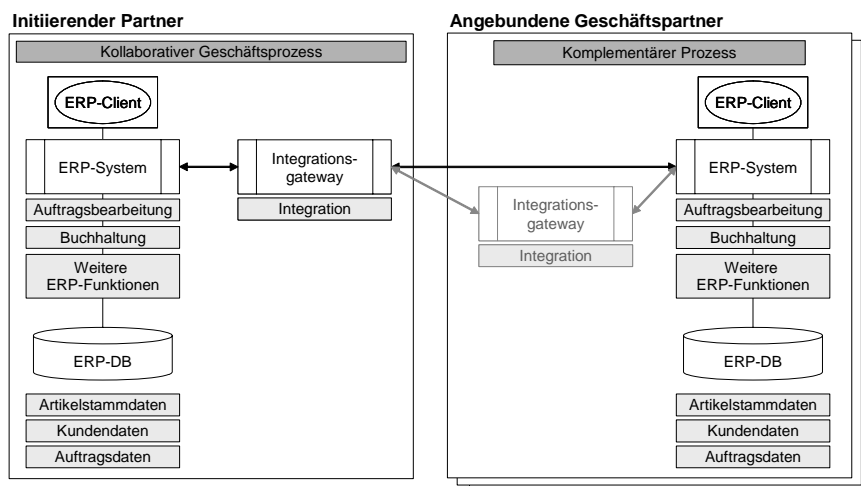 Initiierender Partner
Kollaborativer Geschäftsprozess
ERP-Client
ERP-System
Auftragsbearbeitung
Buchhaltung
Weitere
ERP-Funktionen
ERP-DB
Artikelstammdaten
Kundendaten
Auftragsdaten
Integrations-
gateway
Integration
Angebundene Geschäftspartner
Komplementärer Prozess
Integrations-
gateway
Integration
ERP-Client
ERP-System
Auftragsbearbeitung
Buchhaltung
Weitere
ERP-Funktionen
ERP-DB
Artikelstammdaten
Kundendaten
Auftragsdaten